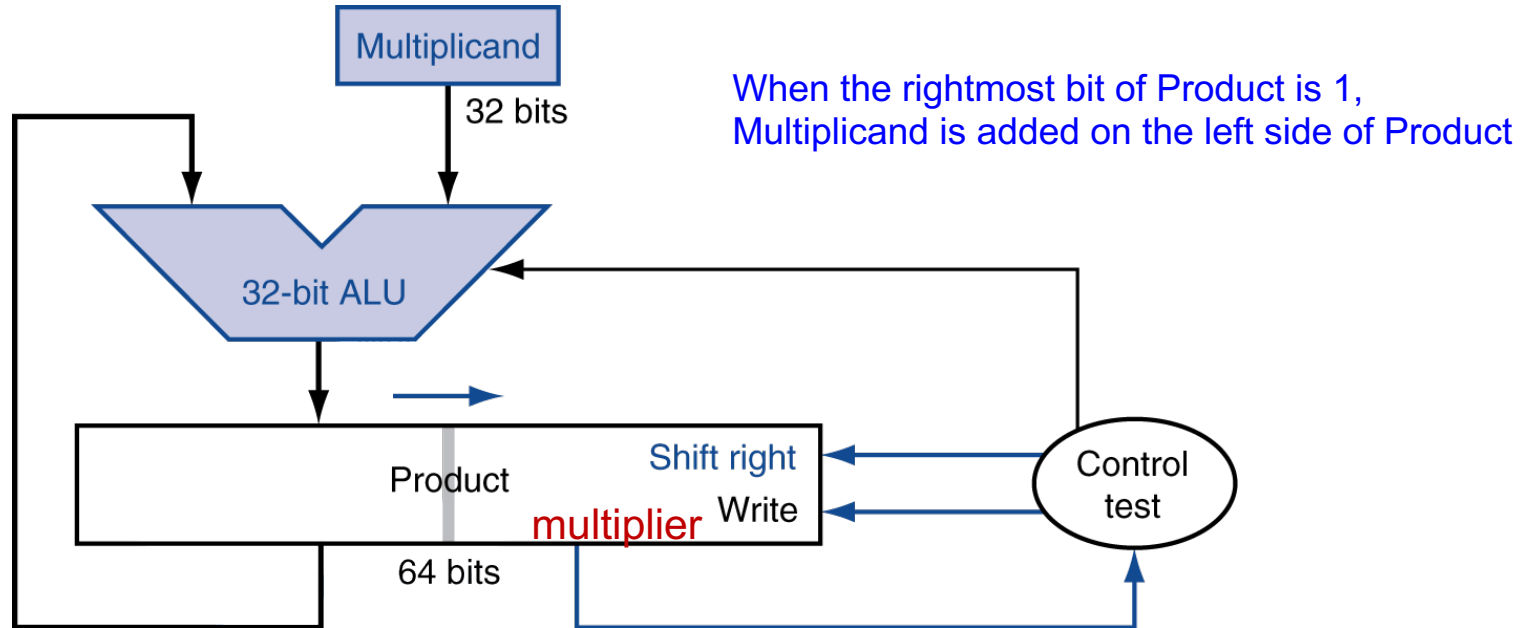 Multiplicand
32 bits
When the rightmost bit of Product is 1,
Multiplicand is added on the left side of Product
32-bit ALU
Product
multiplier
Shift right
Write
64 bits
Control
test